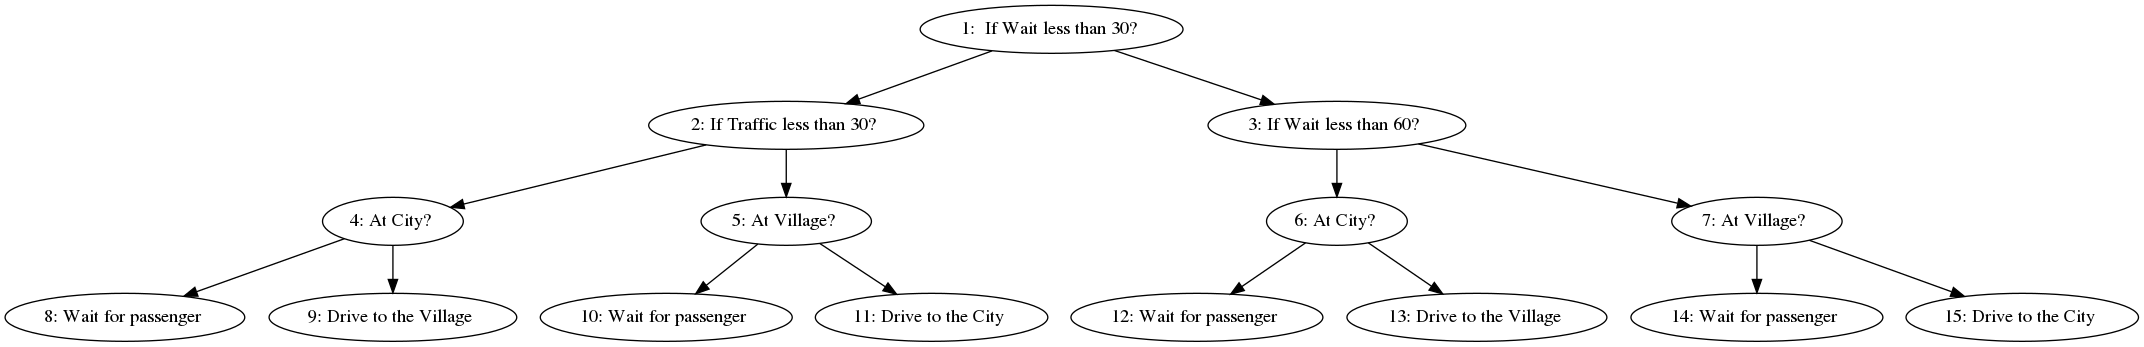 1:  If Wait less than 30?
2: If Traffic less than 30?
3: If Wait less than 60?
4: At City?
5: At Village?
6: At City?
7: At Village?
8: Wait for passenger
9: Drive to the Village
10: Wait for passenger
11: Drive to the City
12: Wait for passenger
13: Drive to the Village
14: Wait for passenger
15: Drive to the City